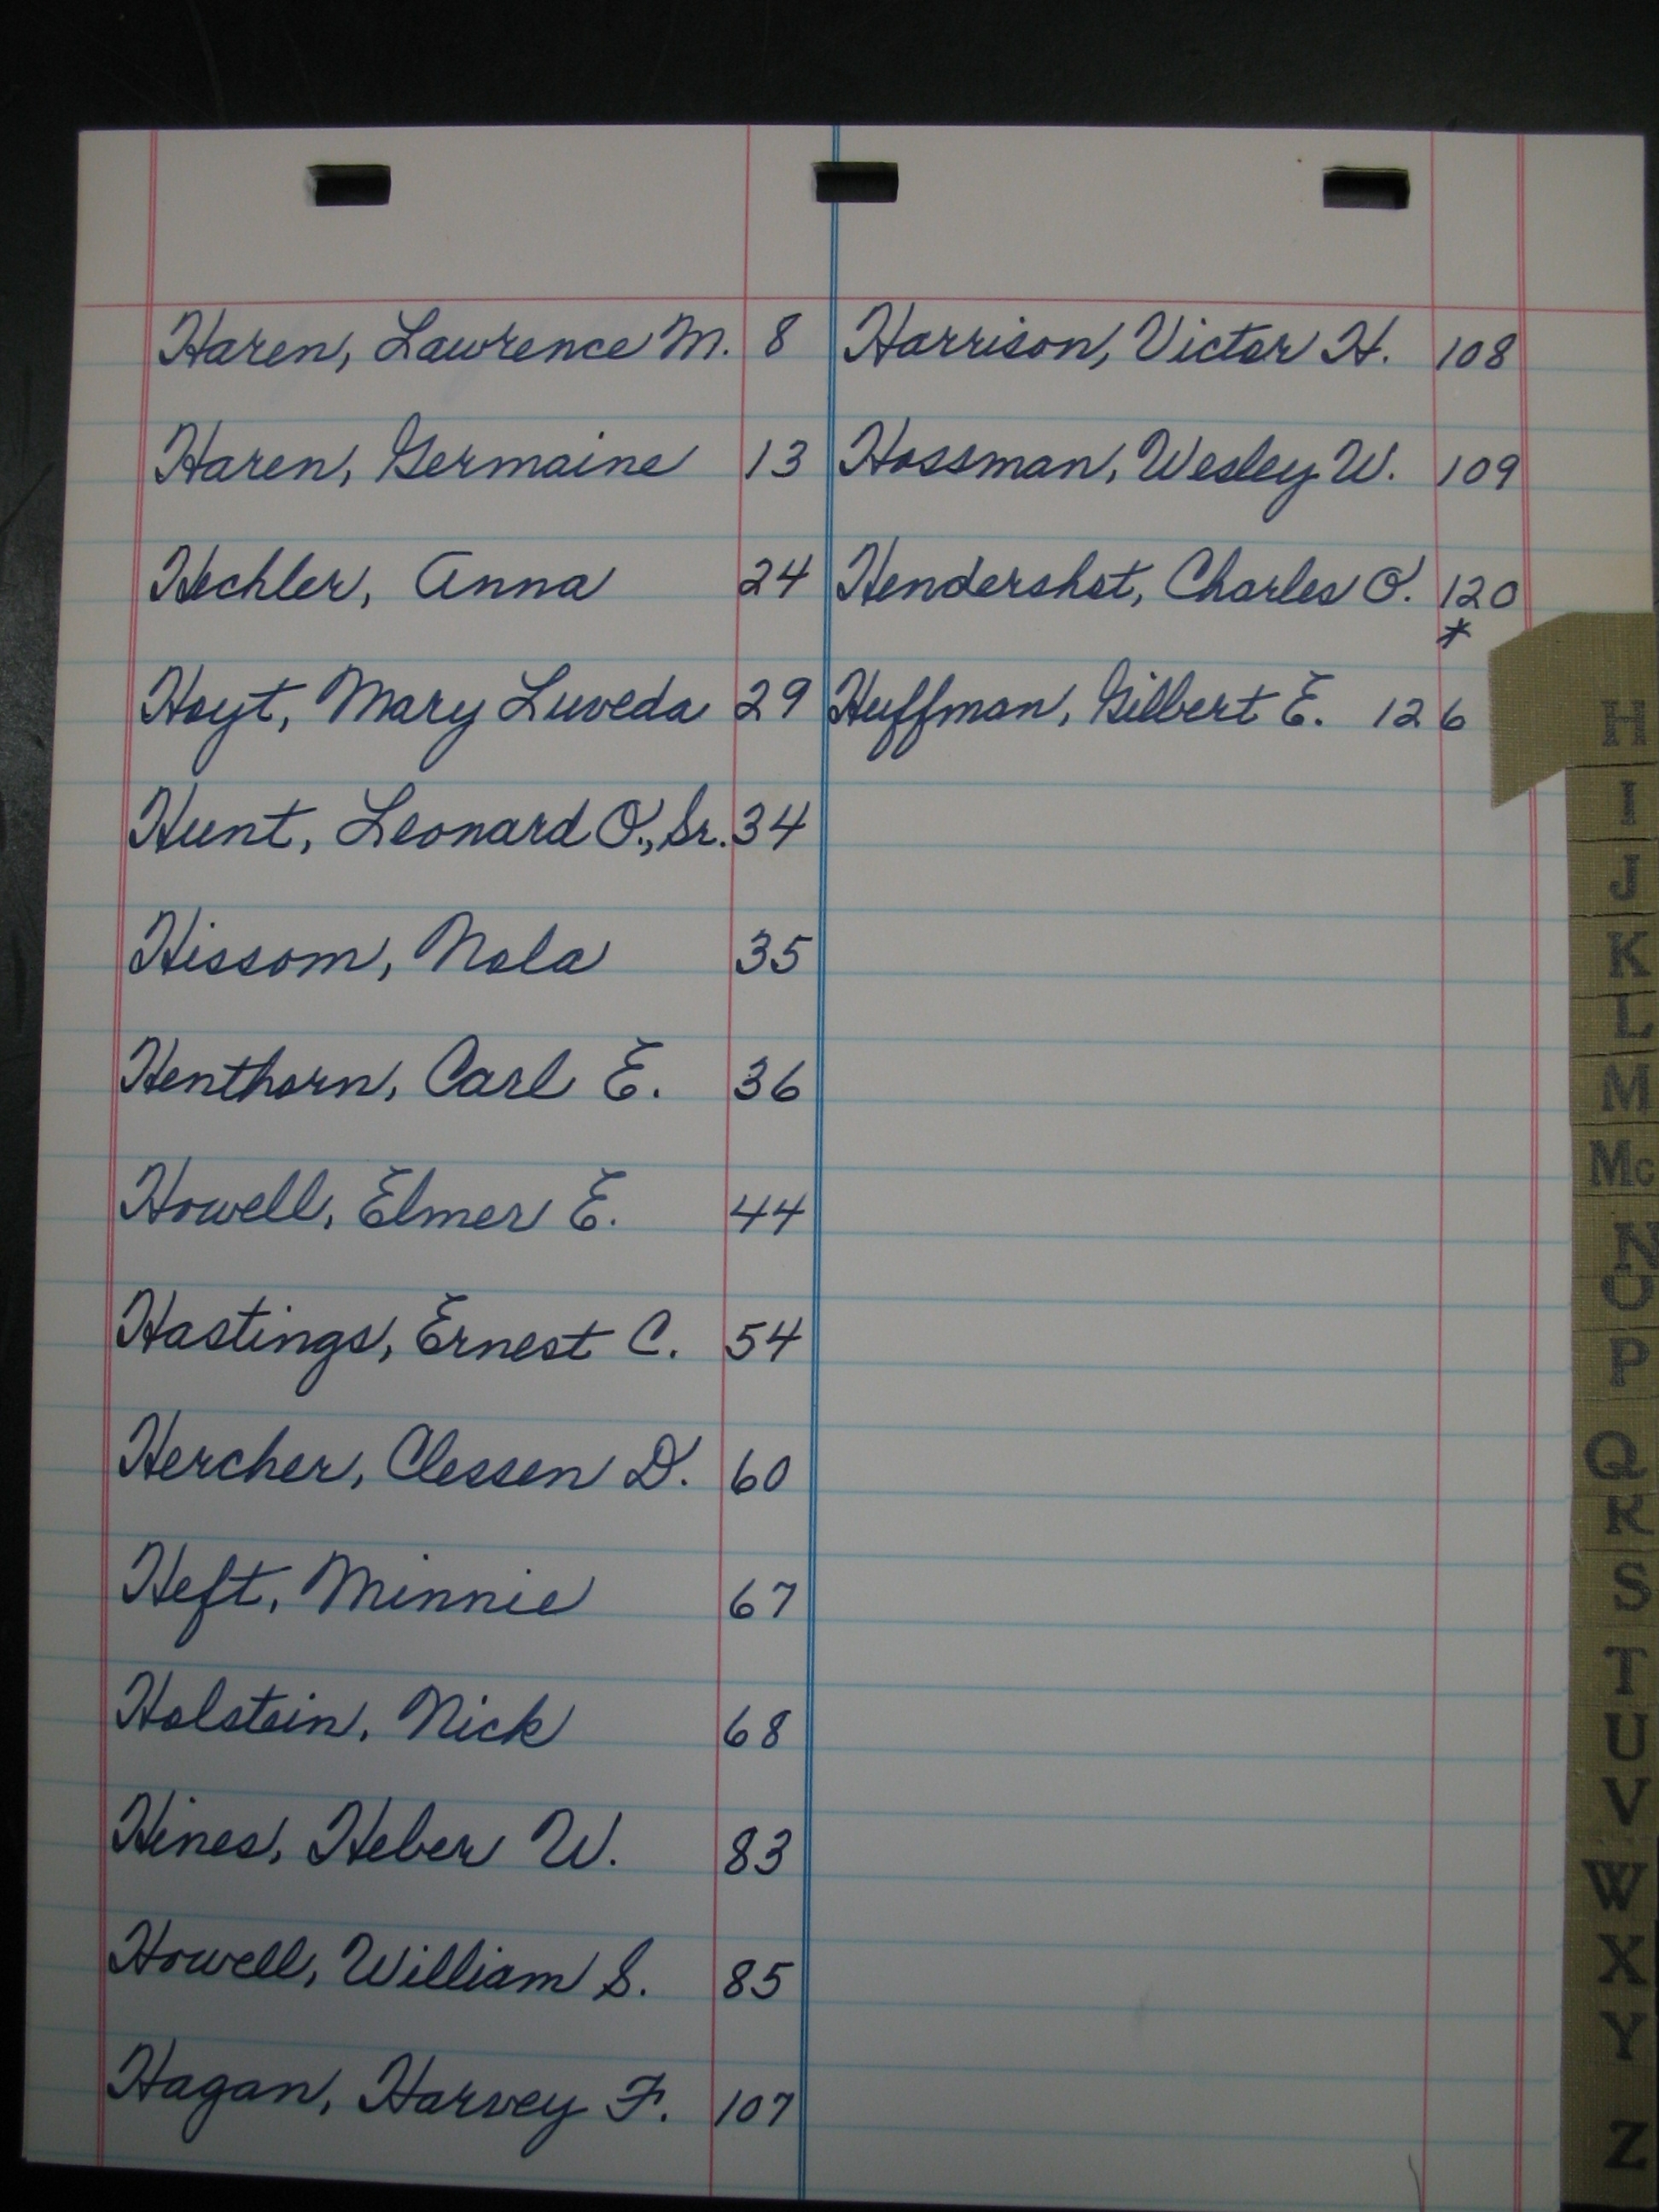 Haren, Lawrence M. 8
Haren, Germaine 13
Hechler, Anna 24
Hoyt, Mary Luveda 29
Hunt, Leonard O., Sr. 34
Hissom, Nola 35
Henthorn, Carl E. 36
Howell, Elmer E. 44
Hastings, Ernest C. 54
Hercher, Clessen D. 60
Heft, Minnie 67
Holstein, Nick 68
Hines, Heber W. 83
Howell, William S. 85
Hagan, Harvey F. 107
Harrison, Victor H. 108
Hossman, Wesley W. 109
Hendershot, Charles O. 120
*
Huffman, Gilbert E. 126
H
I
J
K
L
M
Mc
N
O
P
Q
R
S
T
U
V
W
X
Y
Z